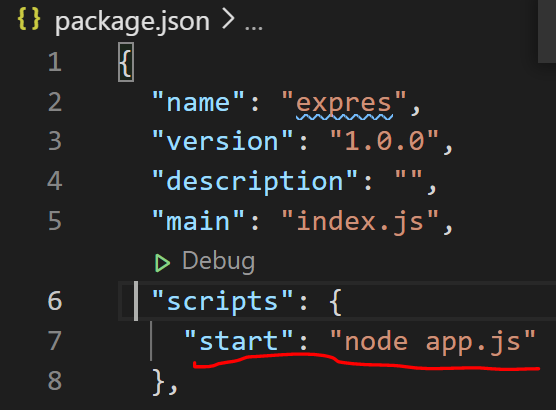 {} package.json > ...
1 {
2 "name": "expres",
3 "version": "1.0.0",
4 "description": "",
5 "main": "index.js",
Debug
6 "scripts": {
7 "start": "node app.js"
8 },